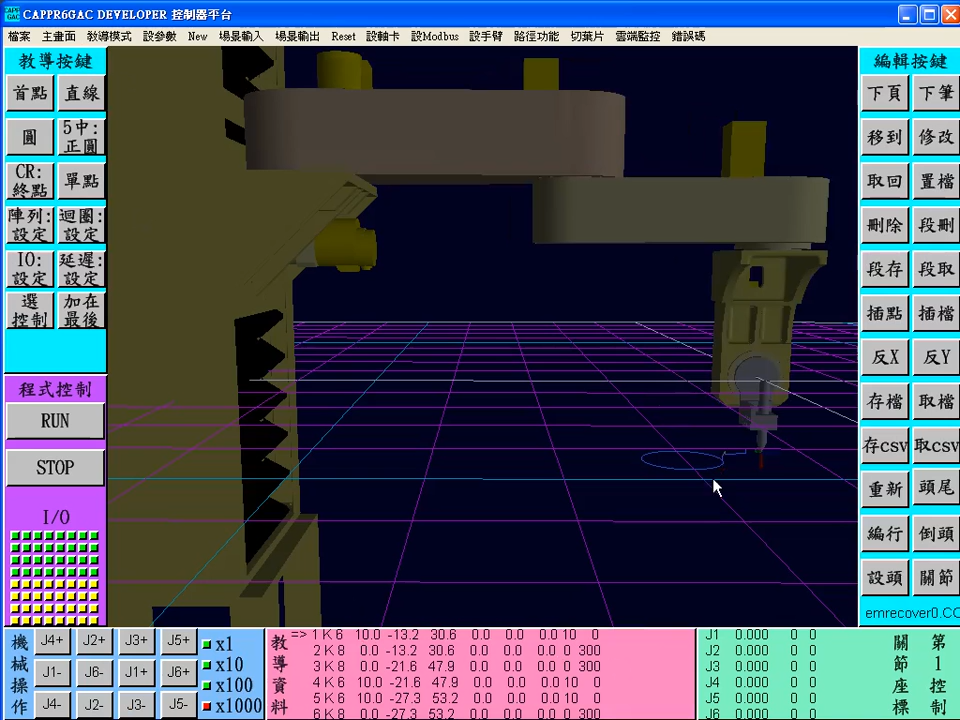 CAPPR6GAC DEVELOPER 控制器平台
檔案 主畫面 教導模式 設參數 New 場景輸入 場景輸出 Reset 設軸卡 設Modbus 設手臂 路徑功能 切葉片 雲端監控 錯誤碼
教導按鍵
首點 直線
圓 5中:正圓
CR:終點 單點
陣列:設定 迴圈:設定
IO:設定 延遲:設定
選控制 加在最後
程式控制
RUN
STOP
I/O
編輯按鍵
下頁 下筆
移到 修改
取回 置檔
刪除 段刪
段存 段取
插點 插檔
反X 反Y
存檔 取檔
存csv 取csv
重新 頭尾
編行 倒頭
設頭 關節
emrecover0.CC
機械操作
J4+ J2+ J3+ J5+
J1- J6- J1+ J6+
J4- J2- J3- J5-
x1
x10
x100
x1000
教導資料
=> 1 K 6 10.0 -13.2 30.6 0.0 0.0 0.0 10 0
2 K 8 0.0 -13.2 30.6 0.0 0.0 0.0 0 300
3 K 8 0.0 -21.6 47.9 0.0 0.0 0.0 0 300
4 K 6 10.0 -21.6 47.9 0.0 0.0 0.0 10 0
5 K 6 10.0 -27.3 53.2 0.0 0.0 0.0 10 0
6 K 8 0.0 -27.3 53.2 0.0 0.0 0.0 0 300
J1 0.000 0 0
J2 0.000 0 0
J3 0.000 0 0
J4 0.000 0 0
J5 0.000 0 0
J6 0.000 0 0
關節座標
第1控制